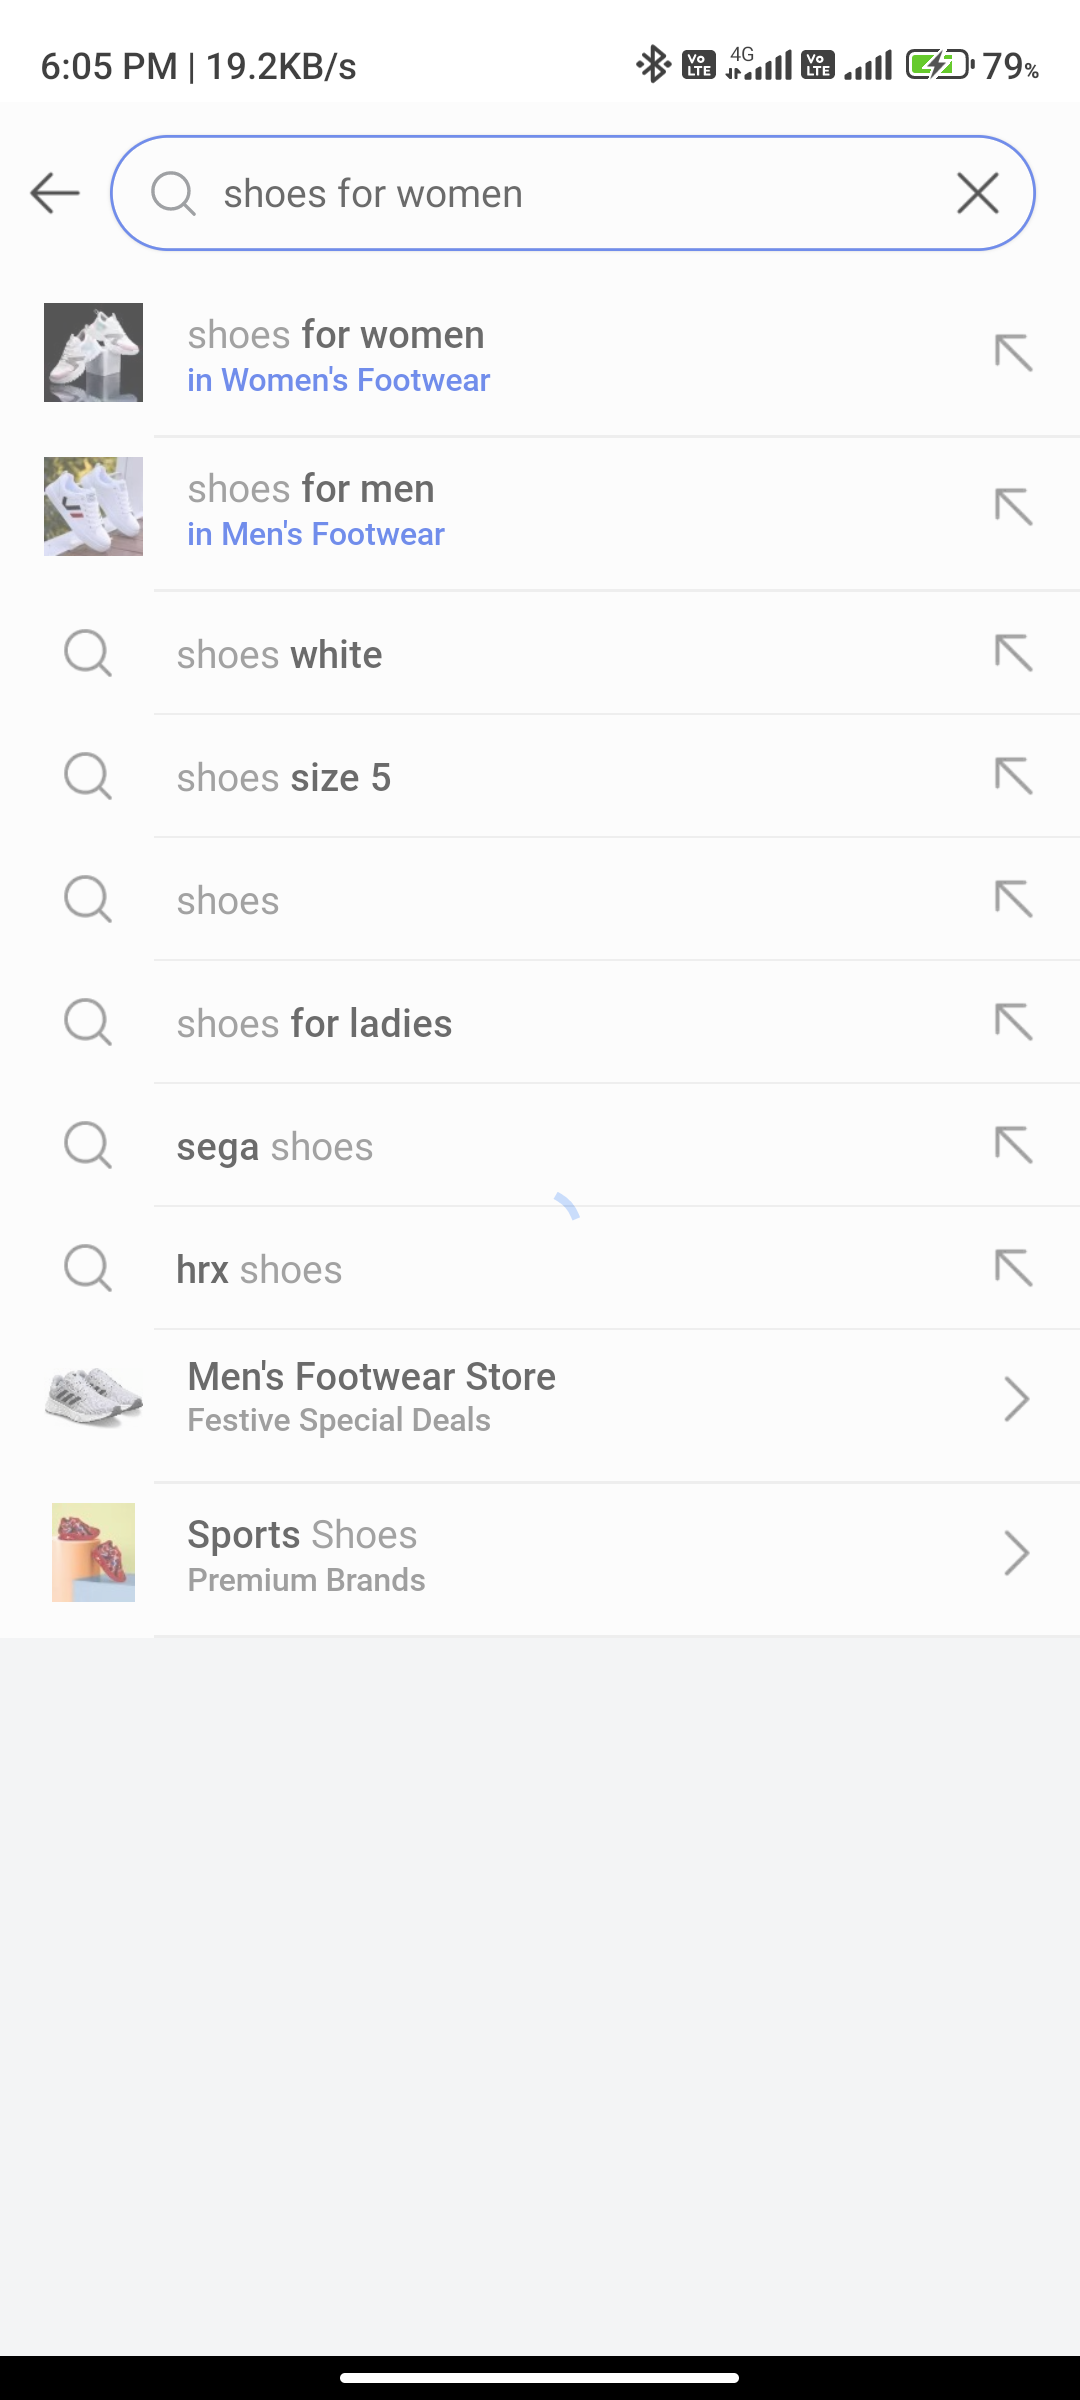 6:05 PM | 19.2KB/s
Vo LTE 4G Vo LTE 79%
shoes for women
shoes for women
in Women's Footwear
shoes for men
in Men's Footwear
shoes white
shoes size 5
shoes
shoes for ladies
sega shoes
hrx shoes
Men's Footwear Store
Festive Special Deals
Sports Shoes
Premium Brands